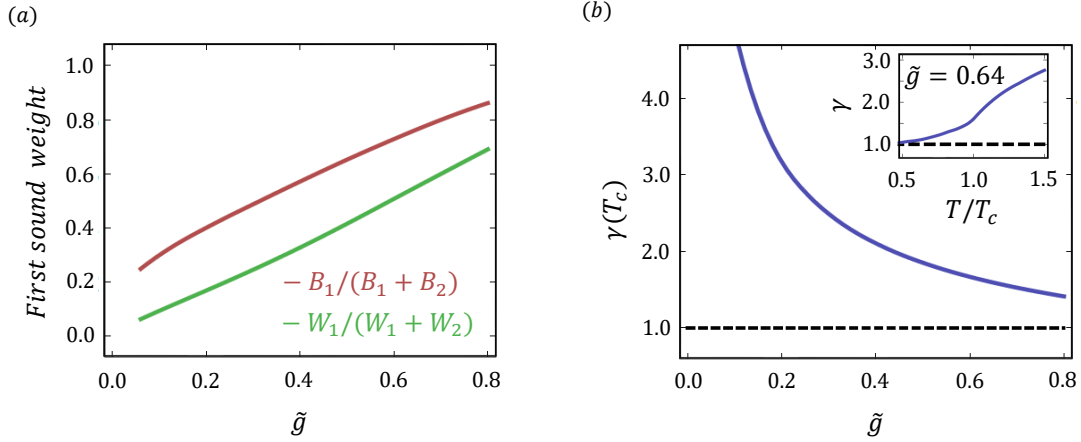 (a)
First sound weight
1.0
0.8
0.6
0.4
0.2
0.0
− B₁/(B₁ + B₂)
− W₁/(W₁ + W₂)
0.0 0.2 0.4 0.6 0.8
g̃
(b)
γ(T_c)
4.0
3.0
2.0
1.0
0.0 0.2 0.4 0.6 0.8
g̃
g̃ = 0.64
γ
3.0
2.0
1.0
0.5 1.0 1.5
T/T_c